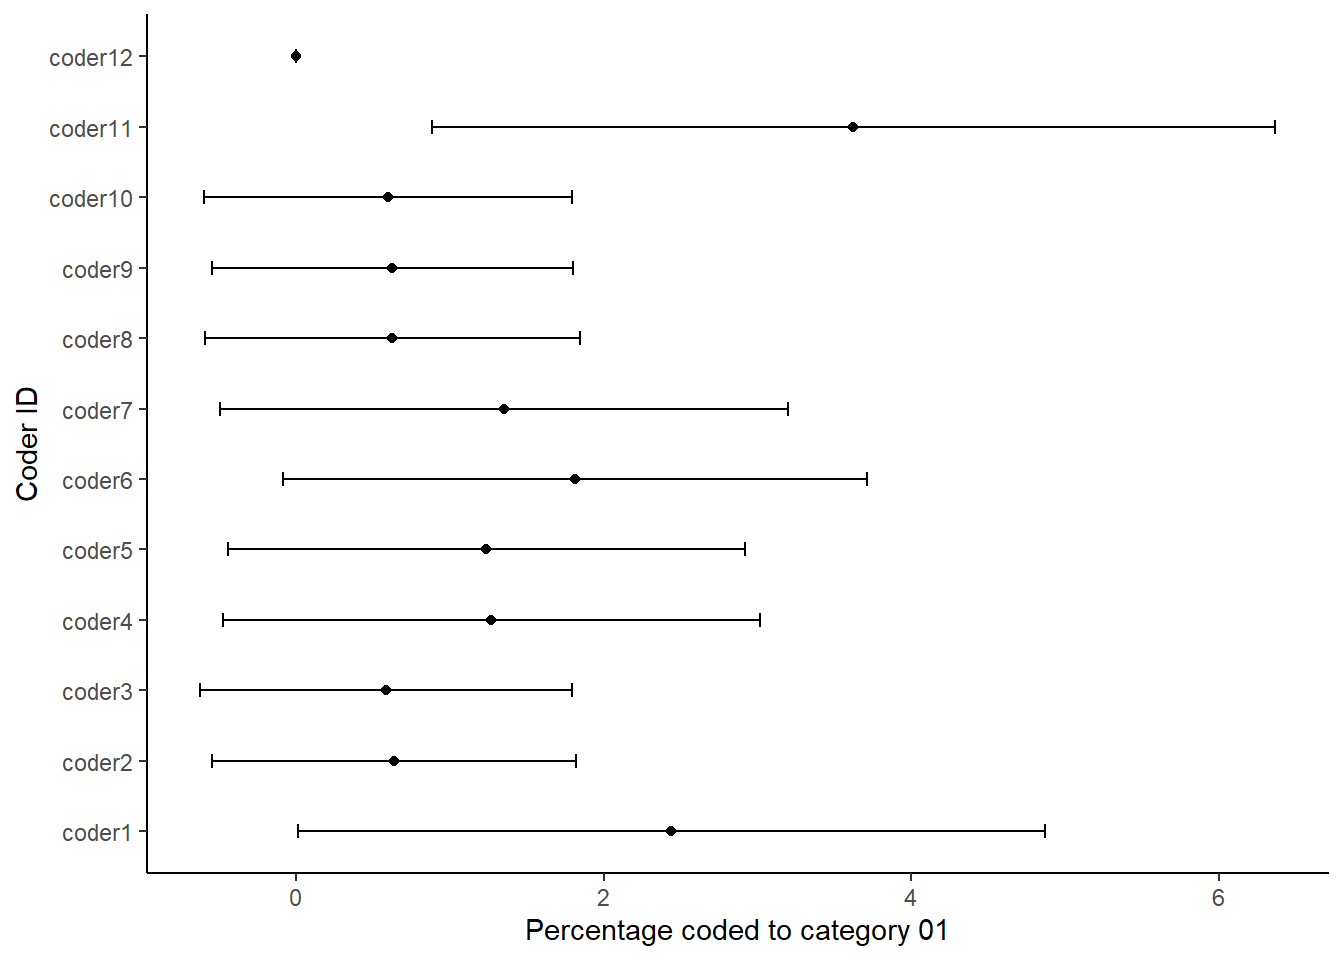 coder12
coder11
coder10
coder9
coder8
coder7
coder6
coder5
coder4
coder3
coder2
coder1
Coder ID
0 2 4 6
Percentage coded to category 01